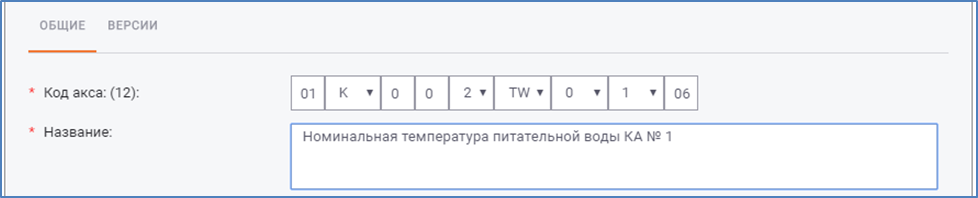 ОБЩИЕ ВЕРСИИ
* Код акса: (12): 01 К 0 0 2 TW 0 1 06
* Название: Номинальная температура питательной воды КА № 1